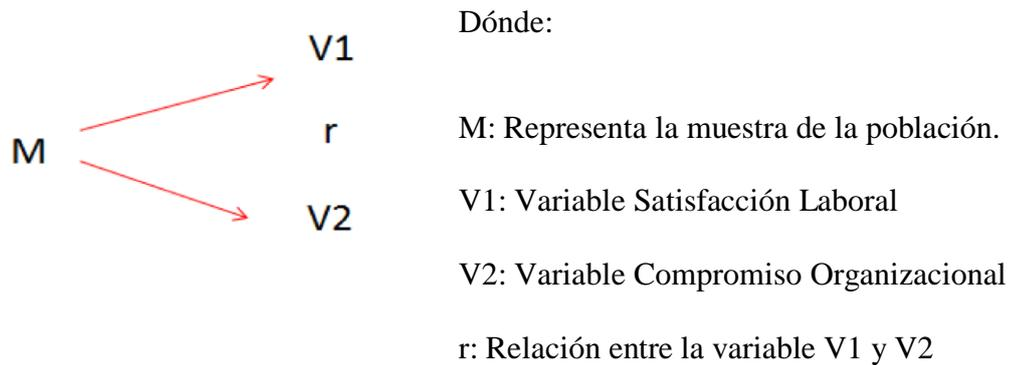 V1
r
M
V2
Dónde:
M: Representa la muestra de la población.
V1: Variable Satisfacción Laboral
V2: Variable Compromiso Organizacional
r: Relación entre la variable V1 y V2